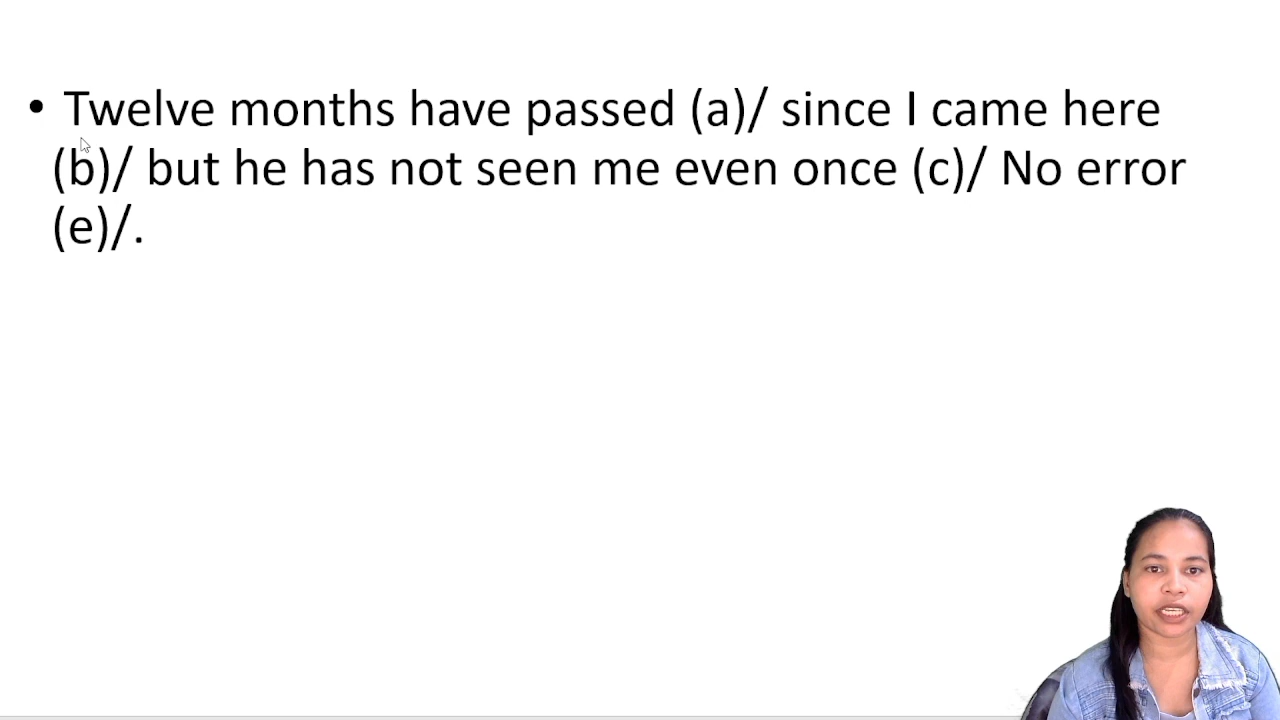 • Twelve months have passed (a)/ since I came here
(b)/ but he has not seen me even once (c)/ No error
(e)/.